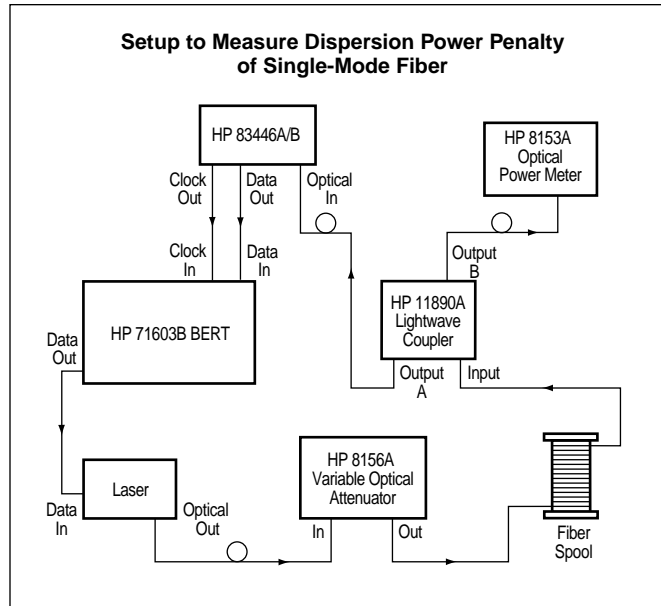 Setup to Measure Dispersion Power Penalty
of Single-Mode Fiber
HP 83446A/B
HP 8153A
Optical
Power Meter
Clock
Out
Data
Out
Optical
In
Clock
In
Data
In
Output
B
HP 71603B BERT
HP 11890A
Lightwave
Coupler
Data
Out
Output
A
Input
Laser
HP 8156A
Variable Optical
Attenuator
Data
In
Optical
Out
In
Out
Fiber
Spool